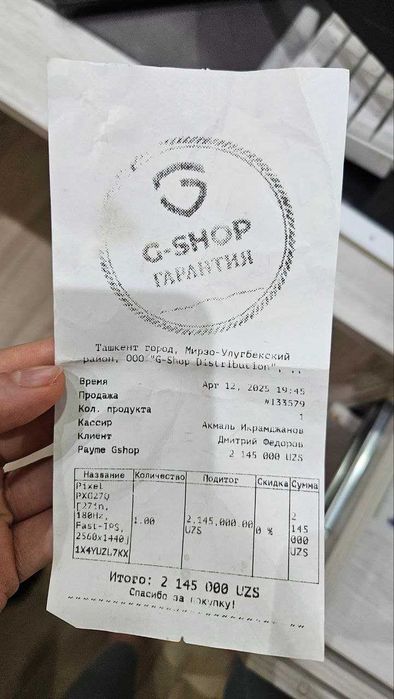 G-SHOP
ГАРАНТИЯ
Ташкент город, Мирзо-Улугбекский
район, ООО "G-Shop Distribution", ..
Время Apr 12, 2025 19:45
Продажа №133579
Кол. продукта 1
Кассир Акмаль Икрамджанов
Клиент Дмитрий Федоров
Payme Gshop 2 145 000 UZS
Название Количество Подитог Скидка Сумма
Pixel
PXG27Q
[27in,
180Hz,
Fast-IPS,
2560x1440]
1X4YUZL7KX
1.00
2,145,000.00
UZS
0 %
2
145
000
UZS
Итого: 2 145 000 UZS
Спасибо за покупку!